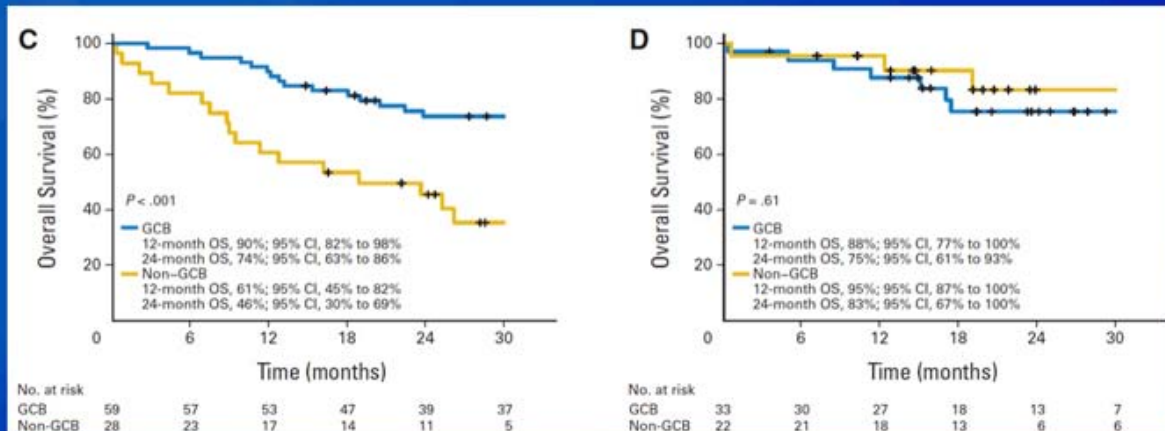 C
100
80
60
40
20
0
6
12
18
24
30
Overall Survival (%)
P < .001
GCB
12-month OS, 90%; 95% CI, 82% to 98%
24-month OS, 74%; 95% CI, 63% to 86%
Non–GCB
12-month OS, 61%; 95% CI, 45% to 82%
24-month OS, 46%; 95% CI, 30% to 69%
Time (months)
No. at risk
GCB 59 57 53 47 39 37
Non-GCB 28 23 17 14 11 5
D
100
80
60
40
20
0
6
12
18
24
30
Overall Survival (%)
P = .61
GCB
12-month OS, 88%; 95% CI, 77% to 100%
24-month OS, 75%; 95% CI, 61% to 93%
Non–GCB
12-month OS, 95%; 95% CI, 87% to 100%
24-month OS, 83%; 95% CI, 67% to 100%
Time (months)
No. at risk
GCB 33 30 27 18 13 7
Non-GCB 22 21 18 13 6 6